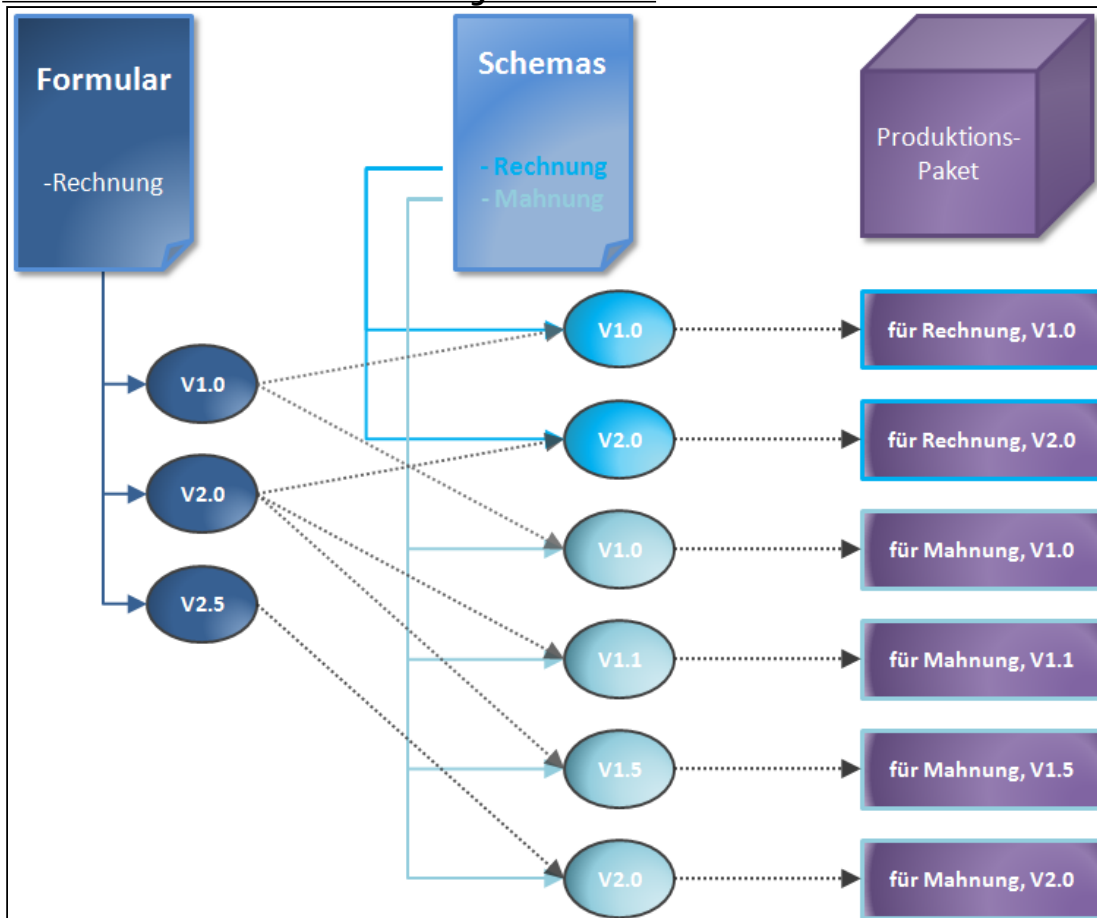 Formular
-Rechnung
Schemas
- Rechnung
- Mahnung
Produktions-
Paket
V1.0
für Rechnung, V1.0
V1.0
V2.0
für Rechnung, V2.0
V2.0
V1.0
für Mahnung, V1.0
V2.5
V1.1
für Mahnung, V1.1
V1.5
für Mahnung, V1.5
V2.0
für Mahnung, V2.0